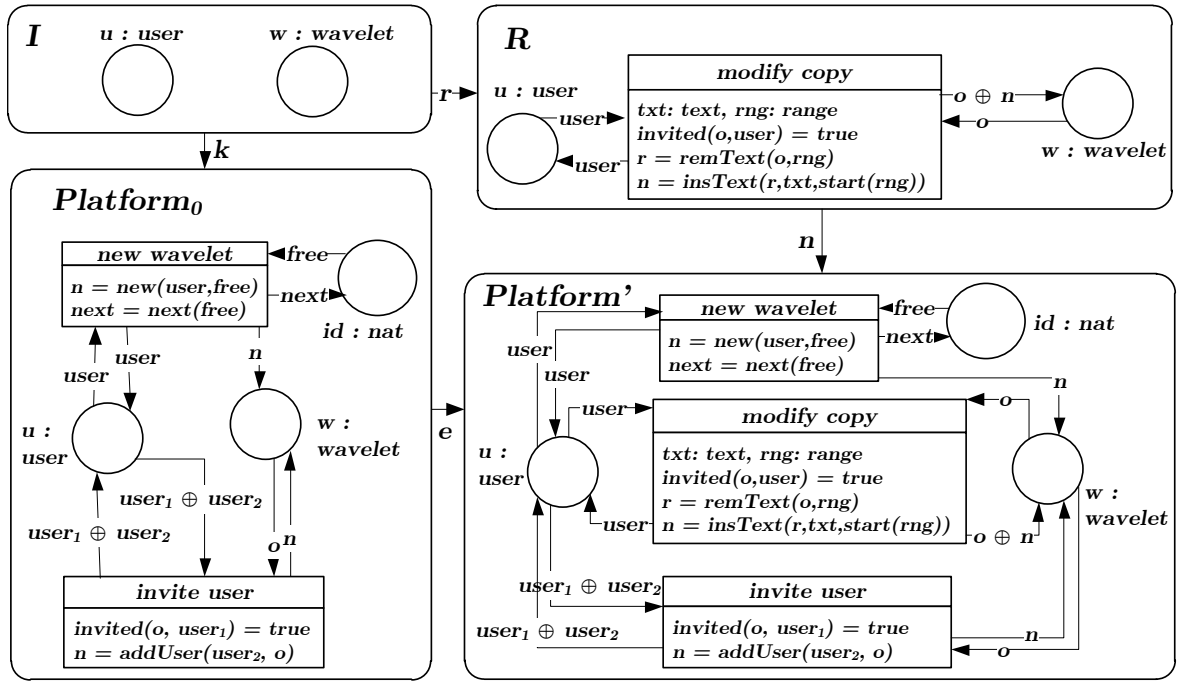 I
u : user
w : wavelet
r
k
R
u : user
user
user
modify copy
txt: text, rng: range
invited(o,user) = true
r = remText(o,rng)
n = insText(r,txt,start(rng))
o ⊕ n
o
w : wavelet
n
Platform₀
new wavelet
n = new(user,free)
next = next(free)
free
next
id : nat
user
user
n
u :
user
w :
wavelet
user₁ ⊕ user₂
user₁ ⊕ user₂
o
n
invite user
invited(o, user₁) = true
n = addUser(user₂, o)
e
Platform'
new wavelet
n = new(user,free)
next = next(free)
free
next
id : nat
user
user
n
user
modify copy
txt: text, rng: range
invited(o,user) = true
r = remText(o,rng)
n = insText(r,txt,start(rng))
o
u :
user
w :
wavelet
user
o ⊕ n
user₁ ⊕ user₂
user₁ ⊕ user₂
invite user
invited(o, user₁) = true
n = addUser(user₂, o)
n
o